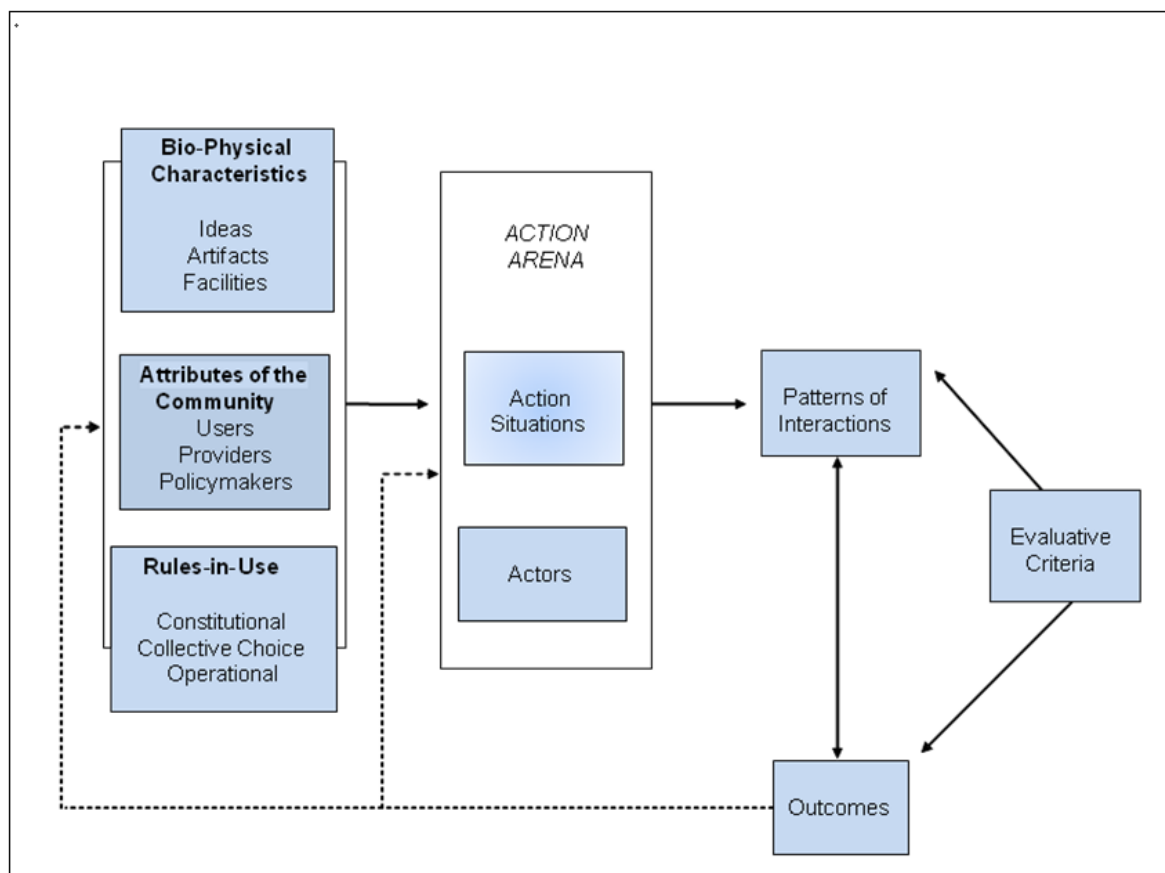 Bio-Physical
Characteristics
Ideas
Artifacts
Facilities
Attributes of the
Community
Users
Providers
Policymakers
Rules-in-Use
Constitutional
Collective Choice
Operational
ACTION
ARENA
Action
Situations
Actors
Patterns of
Interactions
Evaluative
Criteria
Outcomes